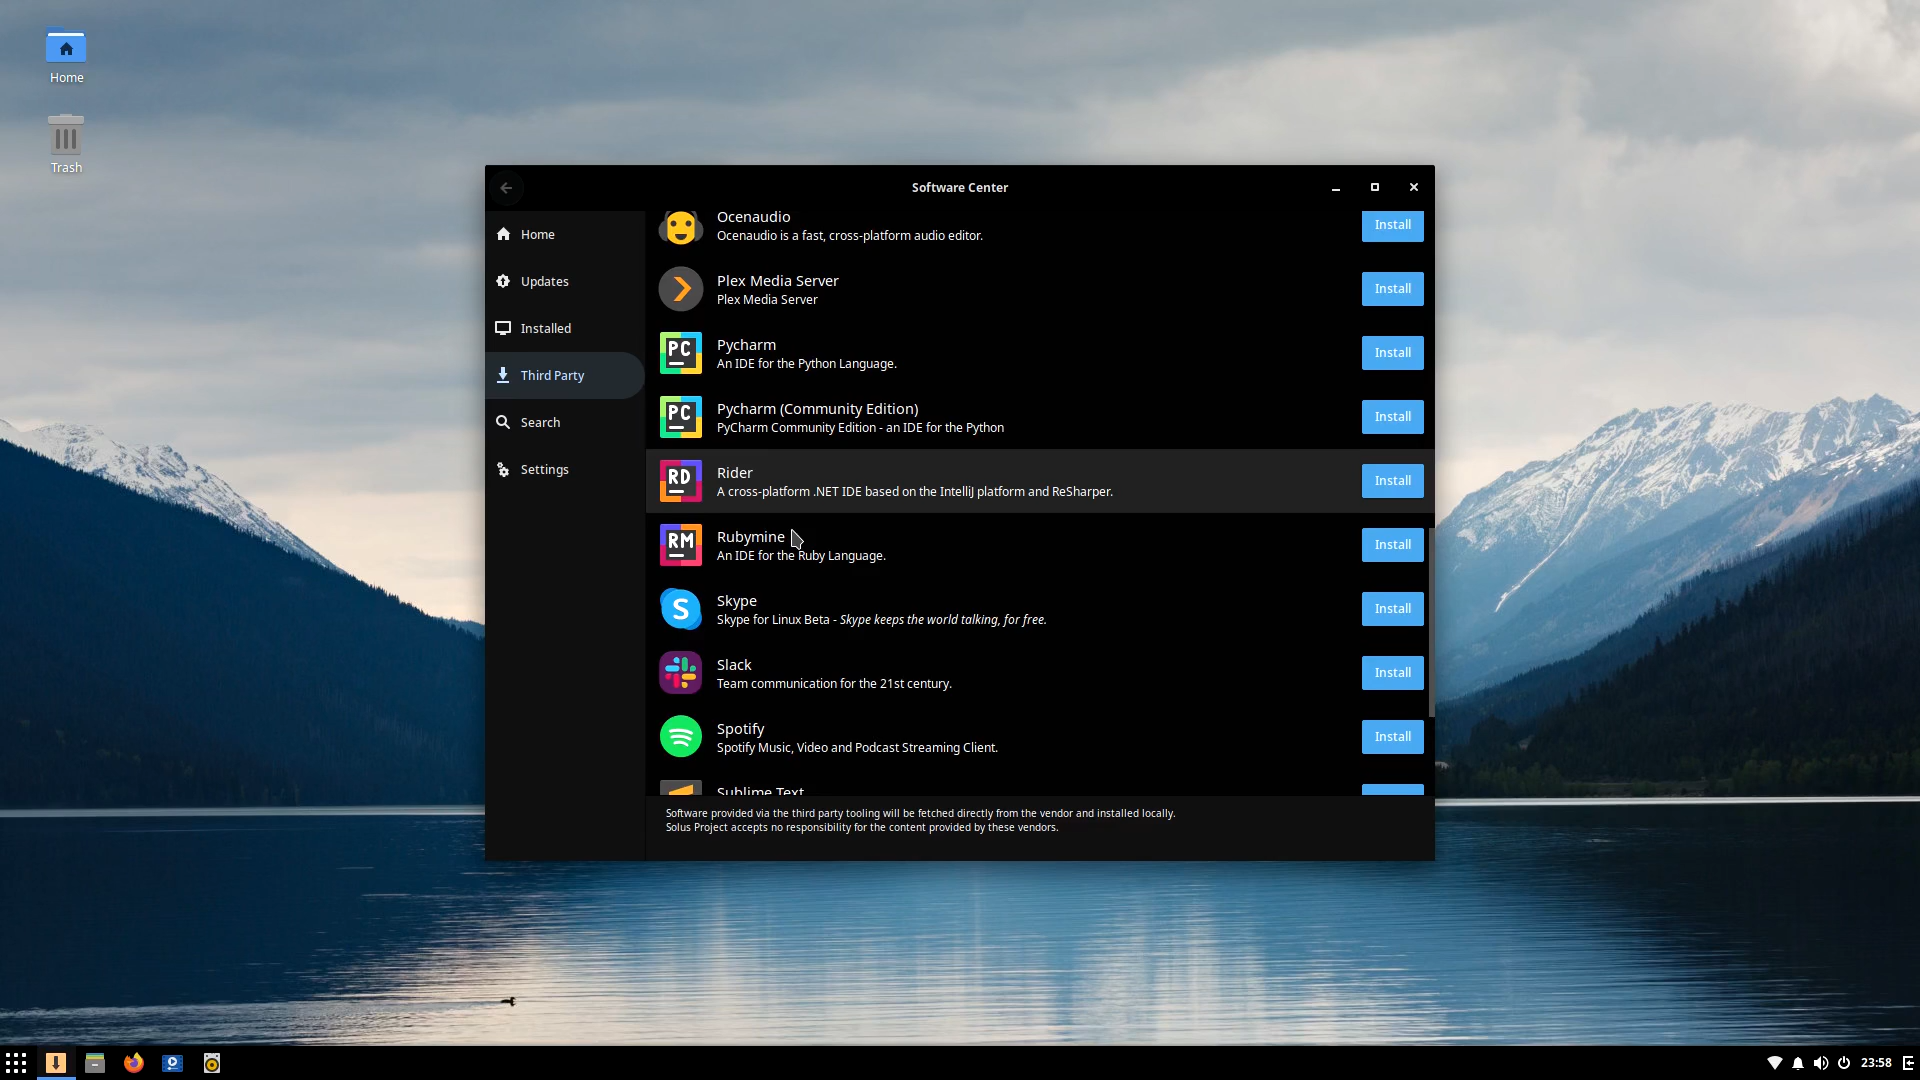 Home
Trash
Software Center
Home
Updates
Installed
Third Party
Search
Settings
Ocenaudio
Ocenaudio is a fast, cross-platform audio editor.
Install
Plex Media Server
Plex Media Server
Install
PC
Pycharm
An IDE for the Python Language.
Install
PC
Pycharm (Community Edition)
PyCharm Community Edition - an IDE for the Python
Install
RD
Rider
A cross-platform .NET IDE based on the IntelliJ platform and ReSharper.
Install
RM
Rubymine
An IDE for the Ruby Language.
Install
S
Skype
Skype for Linux Beta - Skype keeps the world talking, for free.
Install
Slack
Team communication for the 21st century.
Install
Spotify
Spotify Music, Video and Podcast Streaming Client.
Install
Sublime Text
Software provided via the third party tooling will be fetched directly from the vendor and installed locally.
Solus Project accepts no responsibility for the content provided by these vendors.
23:58